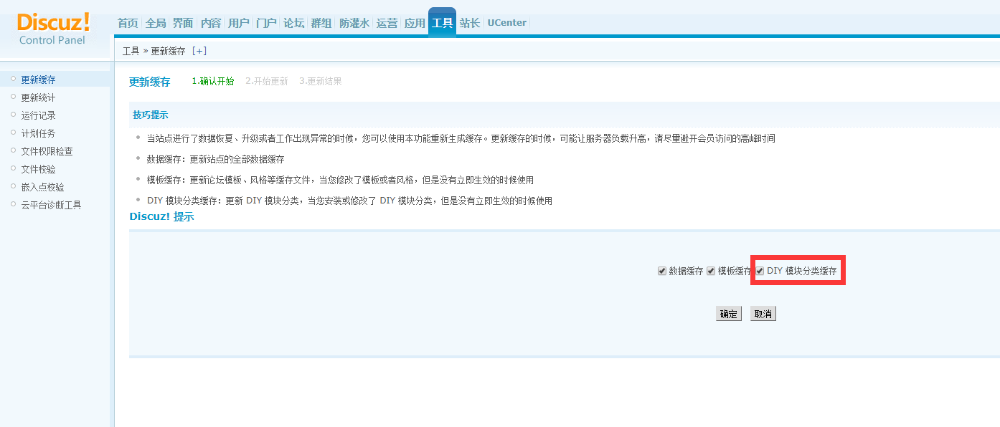 Discuz!
Control Panel
首页 全局 界面 内容 用户 门户 论坛 群组 防灌水 运营 应用 工具 站长 UCenter
工具 » 更新缓存 [+]
更新缓存
更新统计
运行记录
计划任务
文件权限检查
文件校验
嵌入点校验
云平台诊断工具
更新缓存 1.确认开始 2.开始更新 3.更新结果
技巧提示
当站点进行了数据恢复、升级或者工作出现异常的时候，您可以使用本功能重新生成缓存。更新缓存的时候，可能让服务器负载升高，请尽量避开会员访问的高峰时间
数据缓存：更新站点的全部数据缓存
模板缓存：更新论坛模板、风格等缓存文件，当您修改了模板或者风格，但是没有立即生效的时候使用
DIY 模块分类缓存：更新 DIY 模块分类，当您安装或修改了 DIY 模块分类，但是没有立即生效的时候使用
Discuz! 提示
数据缓存 模板缓存 DIY 模块分类缓存
确定 取消